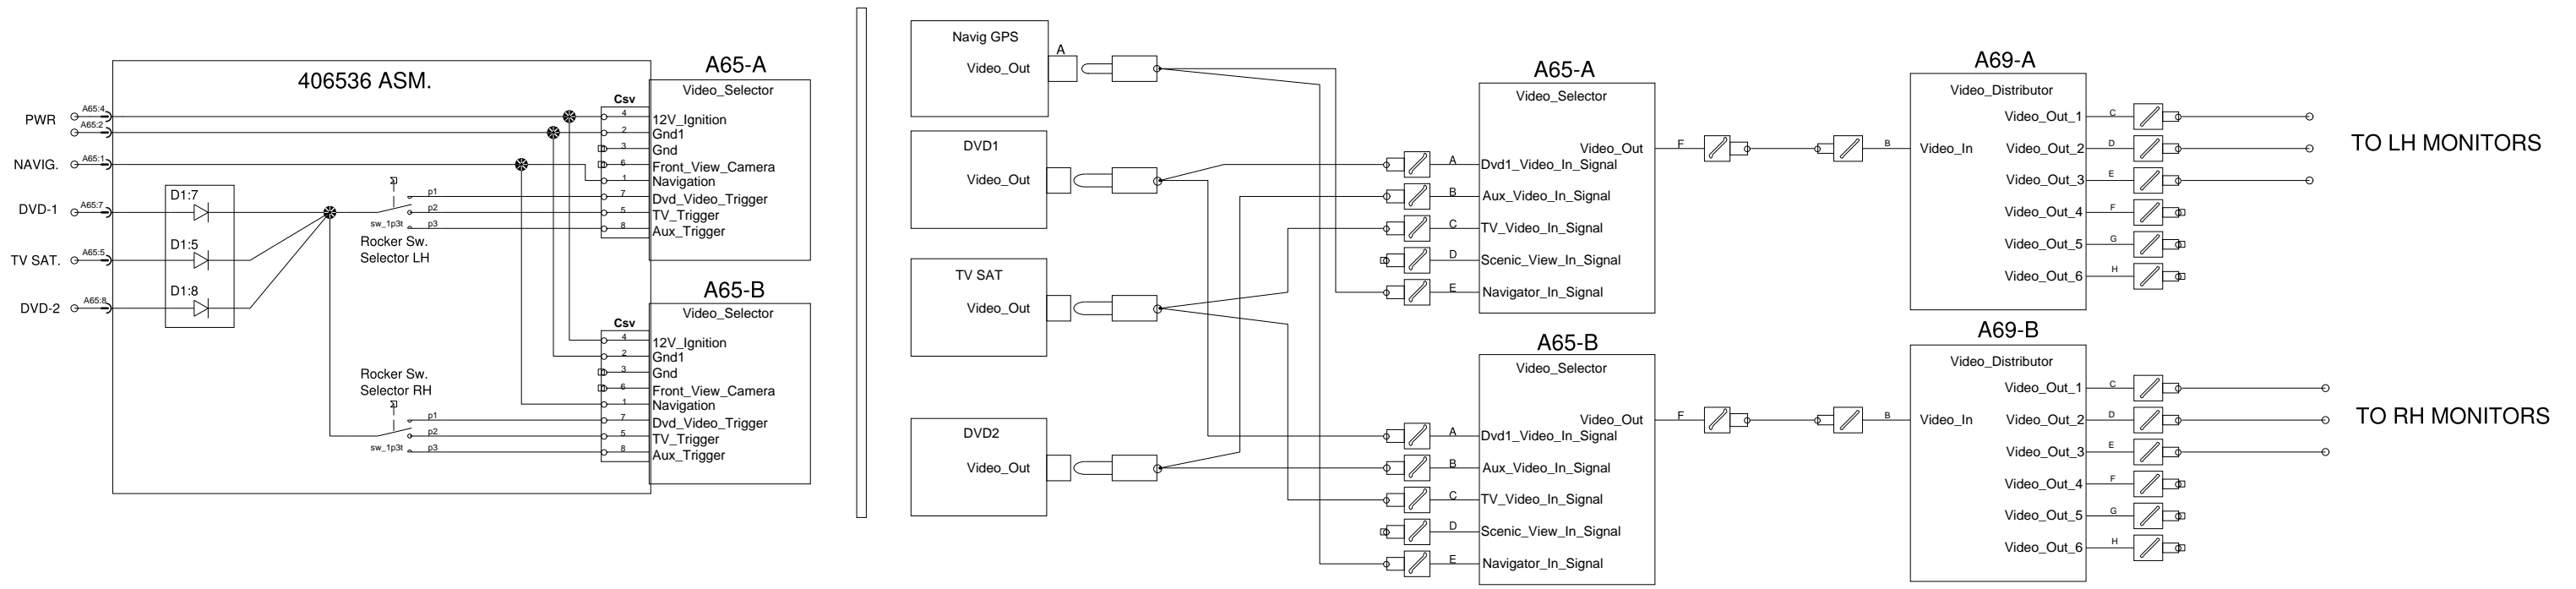 406536 ASM.
PWR
A65:4
A65:2
NAVIG.
A65:1
DVD-1
A65:7
TV SAT.
A65:5
DVD-2
A65:8
D1:7
D1:5
D1:8
sw_1p3t
p1
p2
p3
Rocker Sw.
Selector LH
Rocker Sw.
Selector RH
sw_1p3t
p1
p2
p3
A65-A
Video_Selector
Csv
4 12V_Ignition
2 Gnd1
3 Gnd
6 Front_View_Camera
1 Navigation
7 Dvd_Video_Trigger
5 TV_Trigger
8 Aux_Trigger
A65-B
Video_Selector
Csv
4 12V_Ignition
2 Gnd1
3 Gnd
6 Front_View_Camera
1 Navigation
7 Dvd_Video_Trigger
5 TV_Trigger
8 Aux_Trigger
Navig GPS
Video_Out
A
DVD1
Video_Out
TV SAT
Video_Out
DVD2
Video_Out
A65-A
Video_Selector
Video_Out F
A Dvd1_Video_In_Signal
B Aux_Video_In_Signal
C TV_Video_In_Signal
D Scenic_View_In_Signal
E Navigator_In_Signal
A65-B
Video_Selector
Video_Out F
A Dvd1_Video_In_Signal
B Aux_Video_In_Signal
C TV_Video_In_Signal
D Scenic_View_In_Signal
E Navigator_In_Signal
A69-A
Video_Distributor
B Video_In
Video_Out_1 C
Video_Out_2 D
Video_Out_3 E
Video_Out_4 F
Video_Out_5 G
Video_Out_6 H
TO LH MONITORS
A69-B
Video_Distributor
B Video_In
Video_Out_1 C
Video_Out_2 D
Video_Out_3 E
Video_Out_4 F
Video_Out_5 G
Video_Out_6 H
TO RH MONITORS